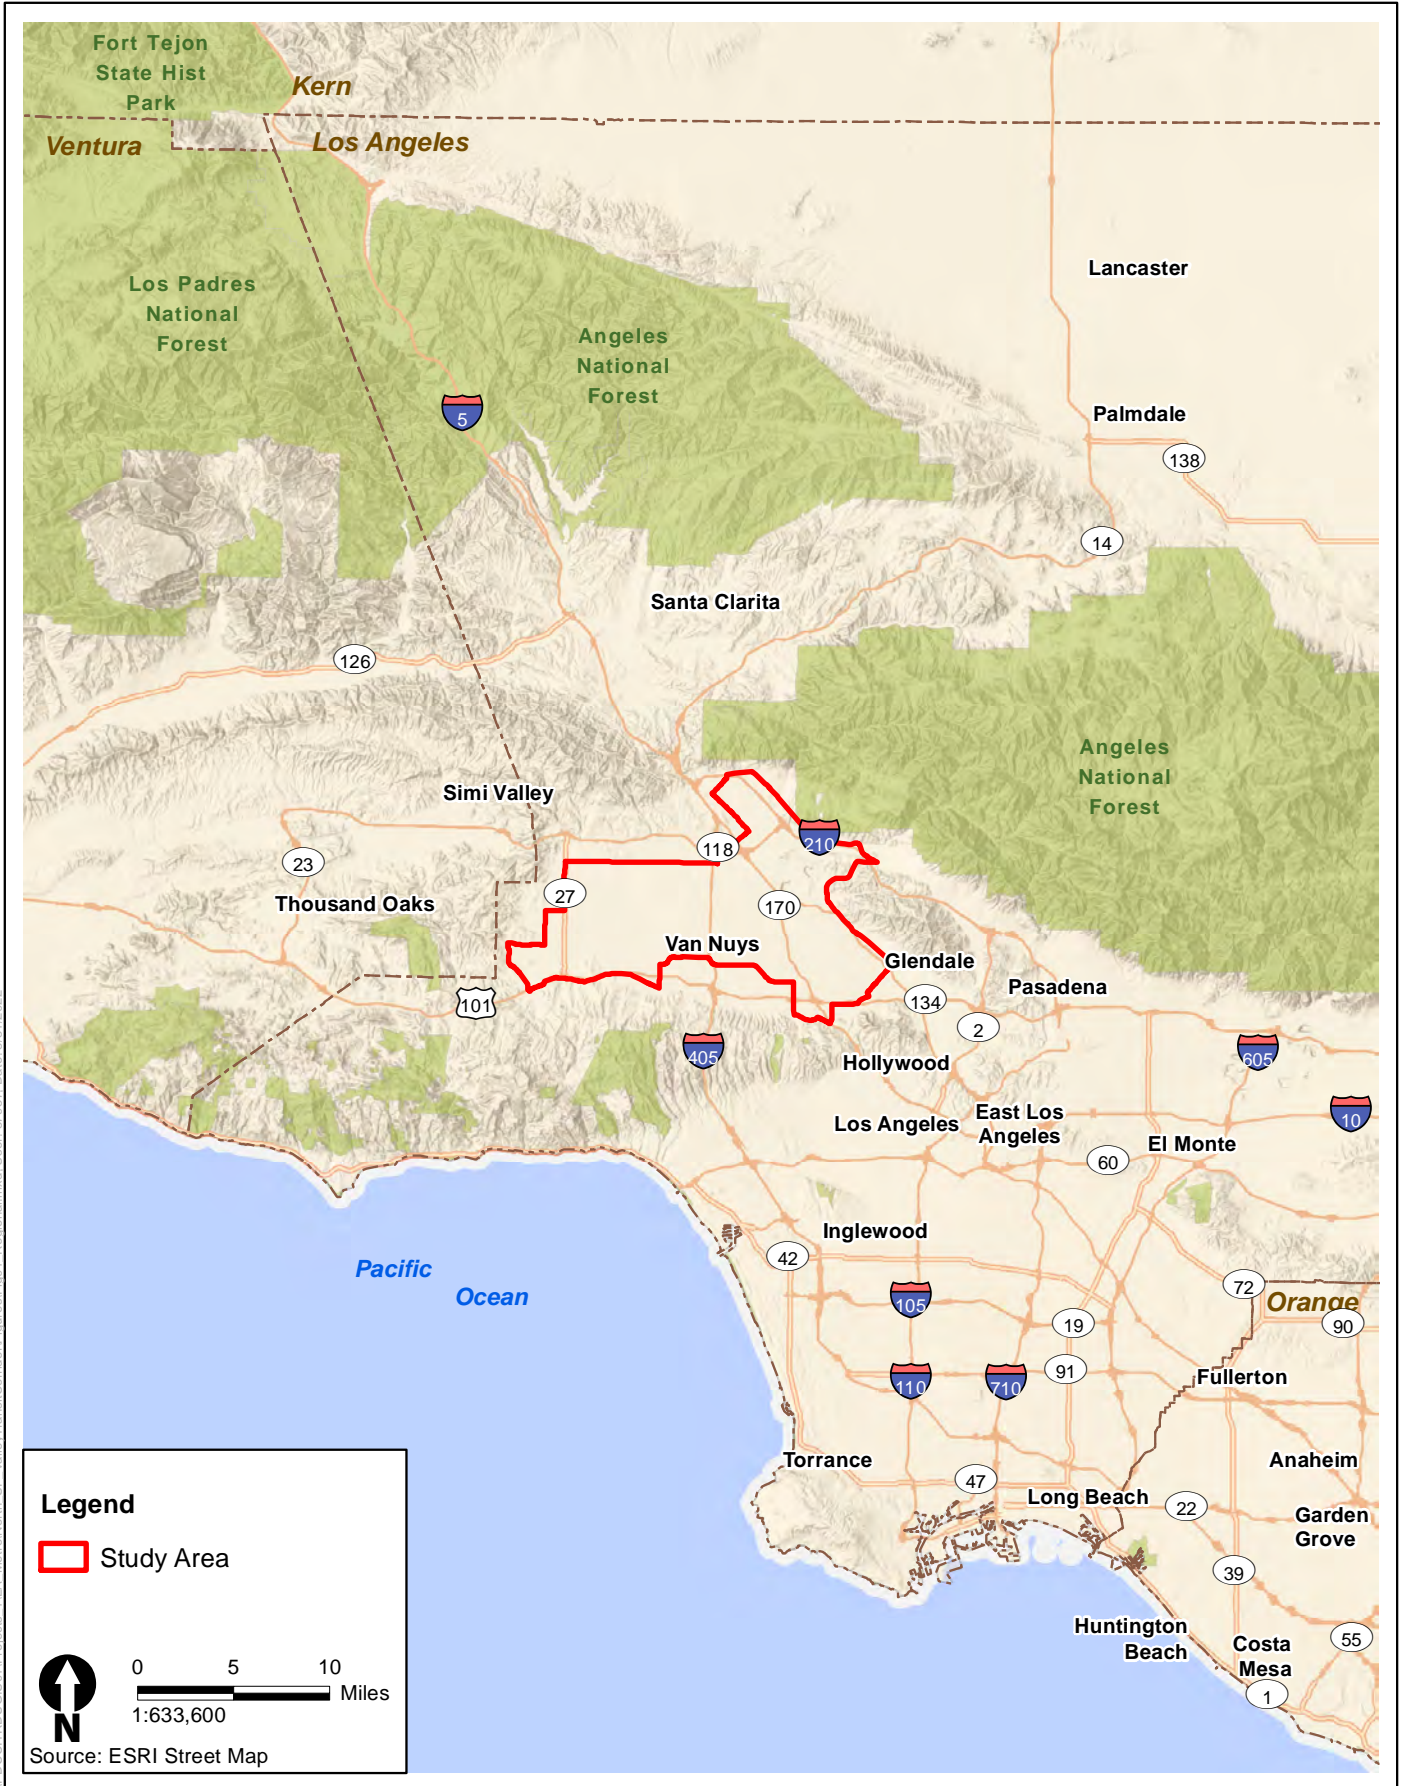 Fort Tejon
State Hist
Park
Kern
Ventura
Los Angeles
Lancaster
Los Padres
National
Forest
Angeles
National
Forest
5
Palmdale
138
14
Santa Clarita
126
Angeles
National
Forest
Simi Valley
210
118
23
27
Thousand Oaks
170
Van Nuys
Glendale
Pasadena
101
134
2
405
605
Hollywood
10
Los Angeles
East Los
Angeles
El Monte
60
Inglewood
42
Pacific
Ocean
72
Orange
105
19
90
91
110
710
Fullerton
Torrance
Anaheim
47
Long Beach
22
Garden
Grove
39
Huntington
Beach
Costa
Mesa
55
1
Legend
Study Area
0 5 10
Miles
1:633,600
N
Source: ESRI Street Map